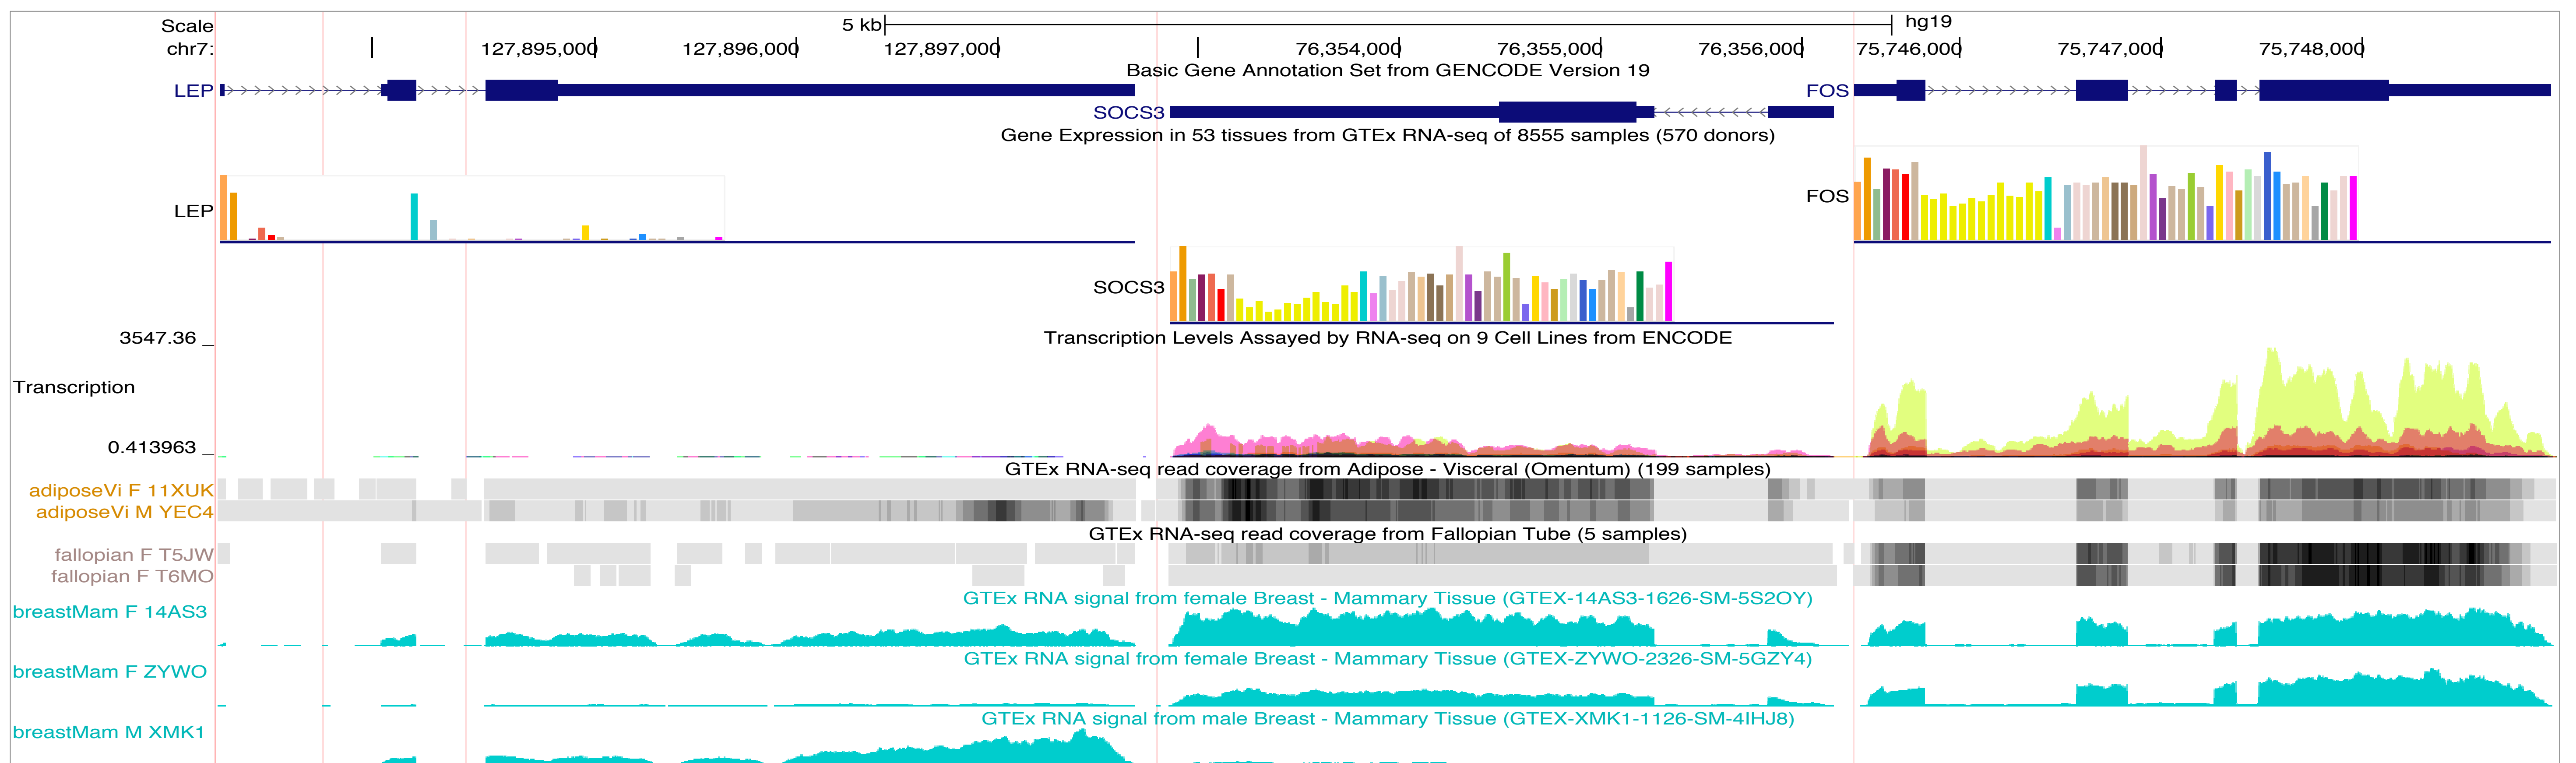 Scale 5 kb hg19
chr7: 127,895,000 127,896,000 127,897,000 76,354,000 76,355,000 76,356,000 75,746,000 75,747,000 75,748,000
Basic Gene Annotation Set from GENCODE Version 19
LEP FOS
SOCS3
Gene Expression in 53 tissues from GTEx RNA-seq of 8555 samples (570 donors)
LEP FOS
SOCS3
Transcription Levels Assayed by RNA-seq on 9 Cell Lines from ENCODE
3547.36 _
Transcription
0.413963 _
GTEx RNA-seq read coverage from Adipose - Visceral (Omentum) (199 samples)
adiposeVi F 11XUK
adiposeVi M YEC4
GTEx RNA-seq read coverage from Fallopian Tube (5 samples)
fallopian F T5JW
fallopian F T6MO
GTEx RNA signal from female Breast - Mammary Tissue (GTEX-14AS3-1626-SM-5S2OY)
breastMam F 14AS3
GTEx RNA signal from female Breast - Mammary Tissue (GTEX-ZYWO-2326-SM-5GZY4)
breastMam F ZYWO
GTEx RNA signal from male Breast - Mammary Tissue (GTEX-XMK1-1126-SM-4IHJ8)
breastMam M XMK1